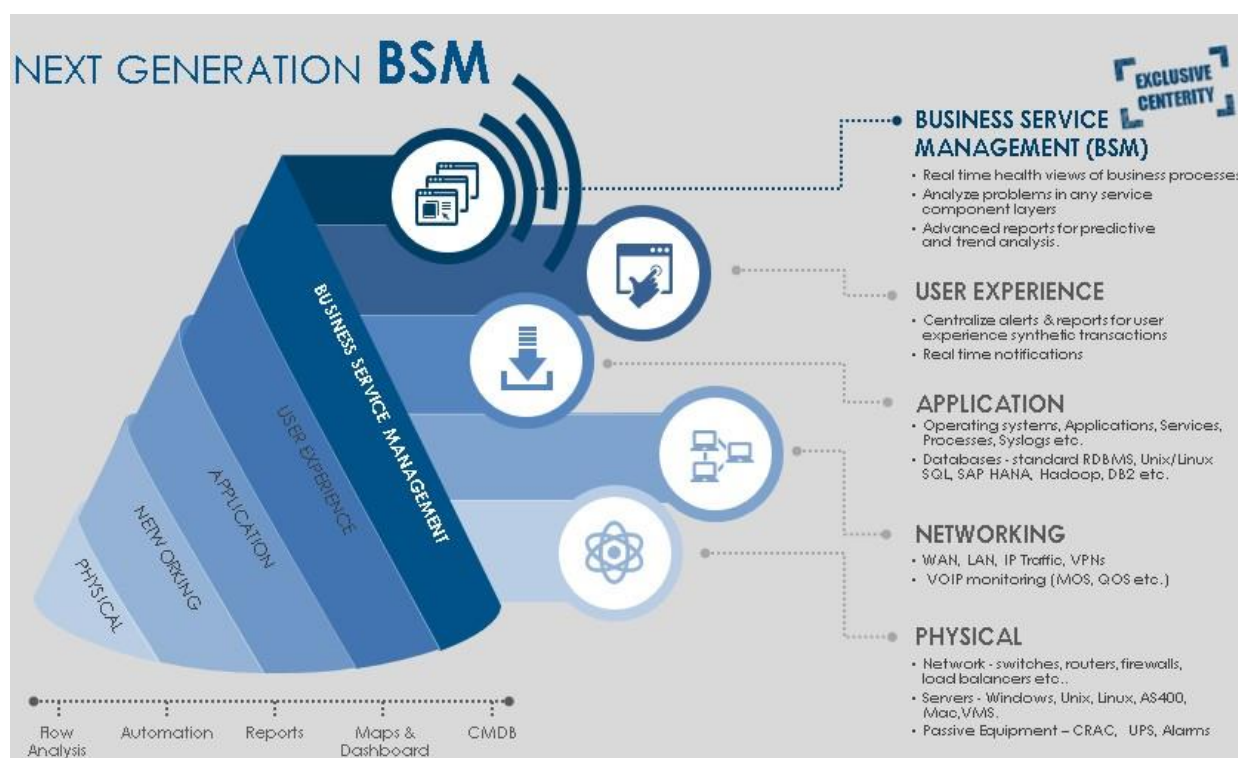 NEXT GENERATION BSM
EXCLUSIVE
CENTERITY
BUSINESS SERVICE
MANAGEMENT (BSM)
• Real time health views of business processes
• Analyze problems in any service
component layers
• Advanced reports for predictive
and trend analysis.
USER EXPERIENCE
• Centralize alerts & reports for user
experience synthetic transactions
• Real time notifications
APPLICATION
• Operating systems, Applications, Services,
Processes, Syslogs etc.
• Databases - standard RDBMS, Unix/Linux
SQL, SAP HANA, Hadoop, DB2 etc.
NETWORKING
• WAN, LAN, IP Traffic, VPNs
• VOIP monitoring (MOS, QOS etc.)
PHYSICAL
• Network - switches, routers, firewalls,
load balancers etc..
• Servers - Windows, Unix, Linux, AS400,
Mac, VMS.
• Passive Equipment – CRAC, UPS, Alarms
BUSINESS SERVICE MANAGEMENT
USER EXPERIENCE
APPLICATION
NETWORKING
PHYSICAL
Flow
Analysis
Automation
Reports
Maps &
Dashboard
CMDB